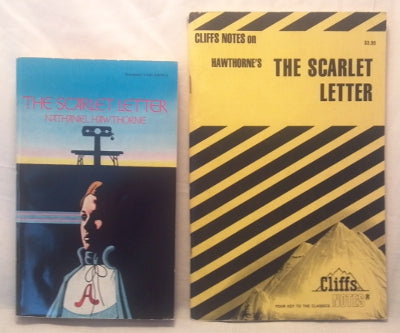 THE SCARLET LETTER
NATHANIEL HAWTHORNE
A
CLIFFS NOTES on
$3.95
HAWTHORNE'S
THE SCARLET
LETTER
Cliffs
NOTES®
YOUR KEY TO THE CLASSICS